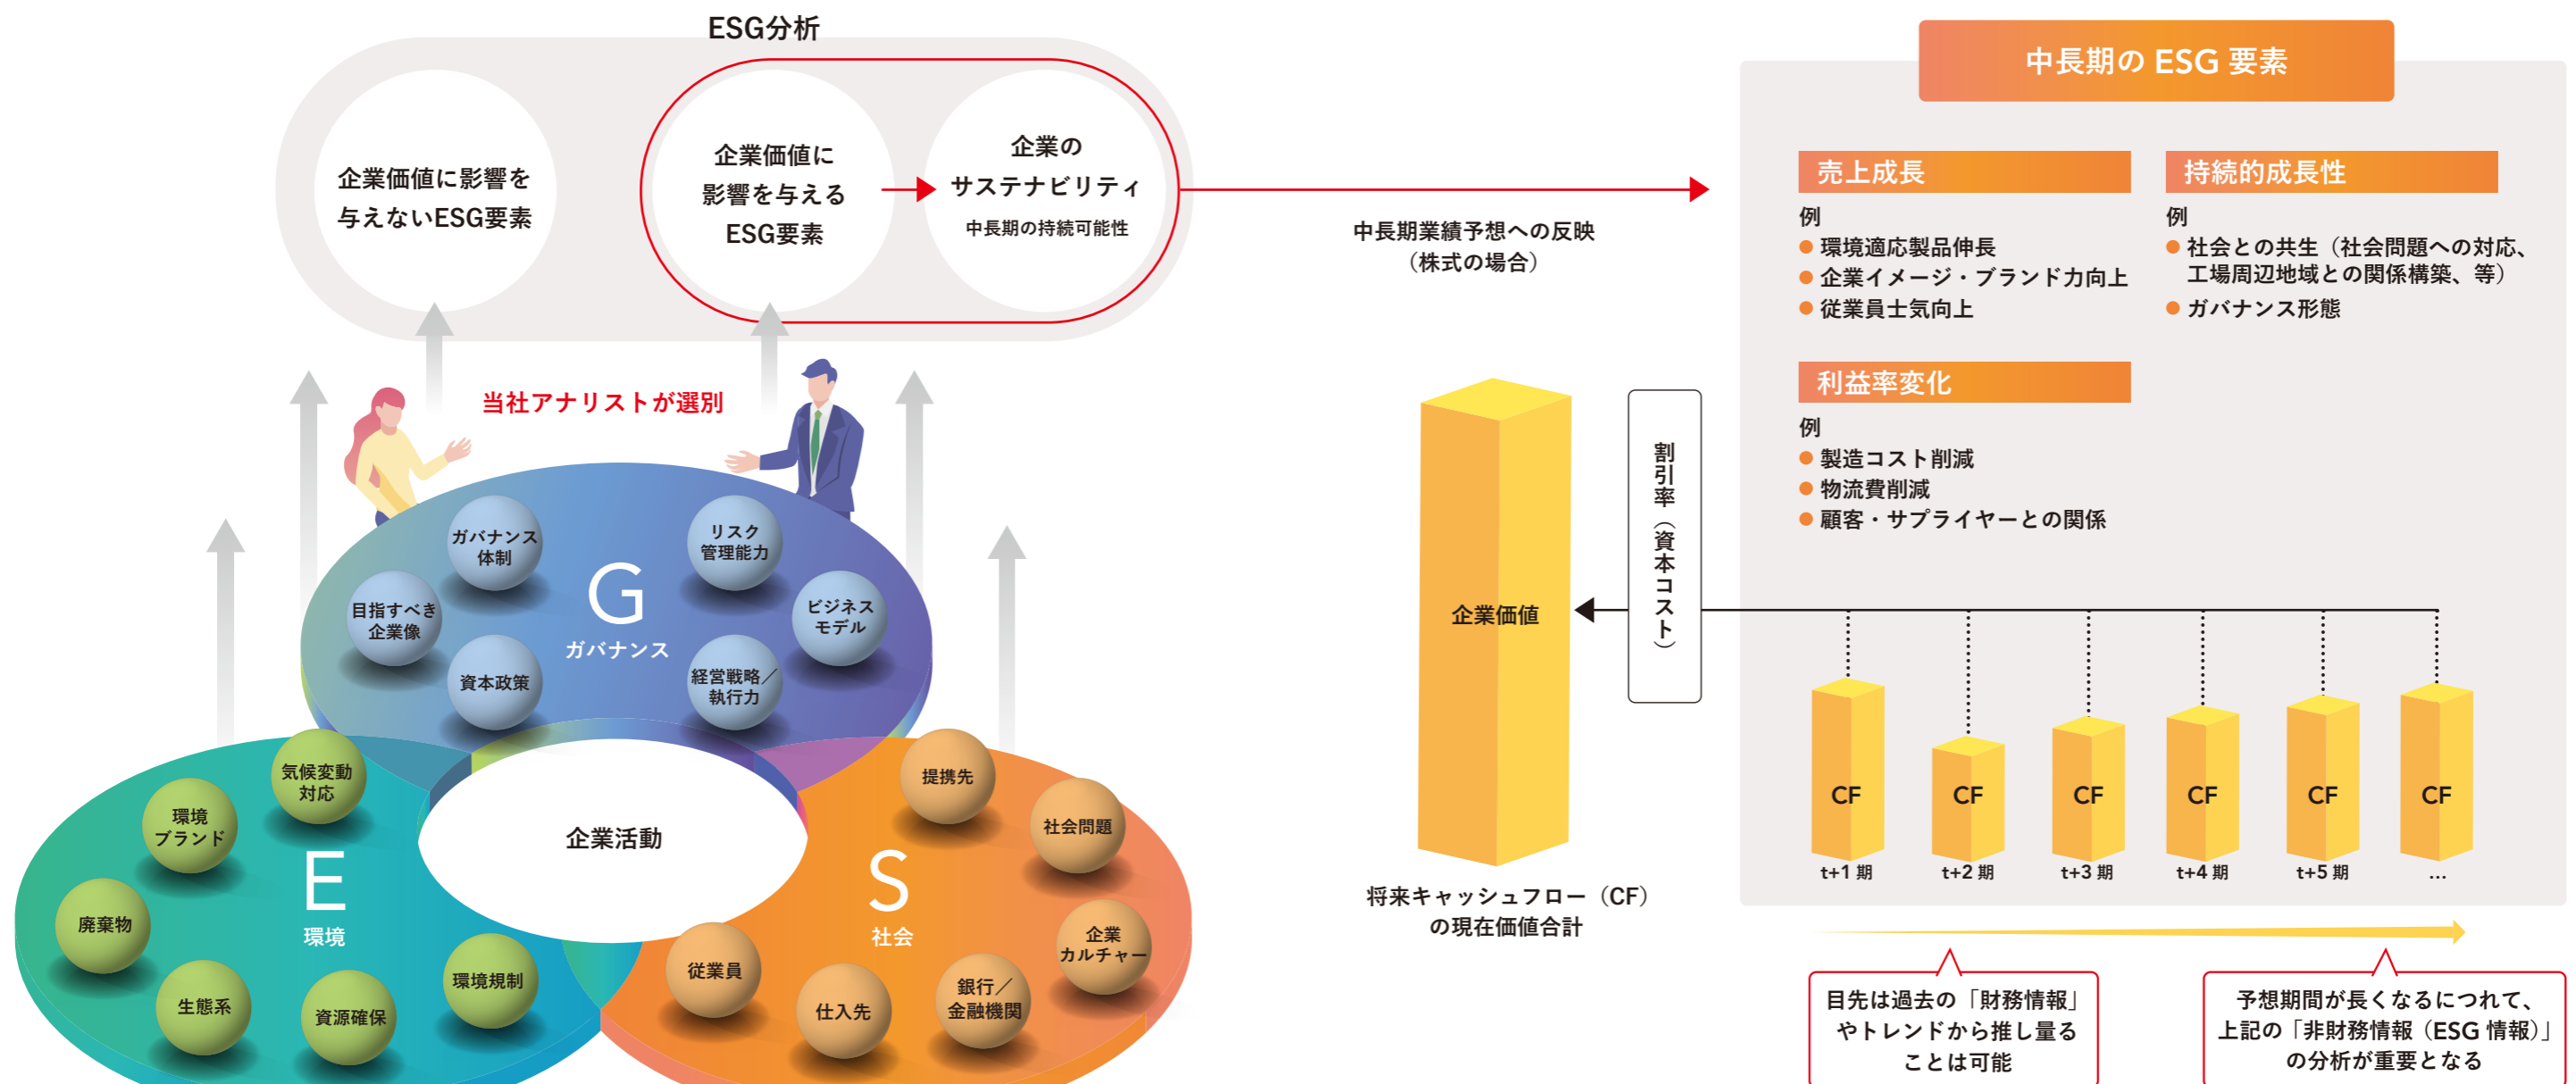 ESG分析
企業価値に影響を
与えないESG要素
企業価値に
影響を与える
ESG要素
企業の
サステナビリティ
中長期の持続可能性
当社アナリストが選別
G
ガバナンス
ガバナンス
体制
リスク
管理能力
目指すべき
企業像
ビジネス
モデル
資本政策
経営戦略／
執行力
企業活動
E
環境
気候変動
対応
環境
ブランド
廃棄物
生態系
資源確保
環境規制
S
社会
提携先
社会問題
企業
カルチャー
銀行／
金融機関
仕入先
従業員
中長期業績予想への反映
（株式の場合）
中長期の ESG 要素
売上成長
例
● 環境適応製品伸長
● 企業イメージ・ブランド力向上
● 従業員士気向上
持続的成長性
例
● 社会との共生（社会問題への対応、
工場周辺地域との関係構築、等）
● ガバナンス形態
利益率変化
例
● 製造コスト削減
● 物流費削減
● 顧客・サプライヤーとの関係
企業価値
割引率（資本コスト）
将来キャッシュフロー（CF）
の現在価値合計
CF
CF
CF
CF
CF
CF
t+1 期
t+2 期
t+3 期
t+4 期
t+5 期
…
目先は過去の「財務情報」
やトレンドから推し量る
ことは可能
予想期間が長くなるにつれて、
上記の「非財務情報（ESG 情報）」
の分析が重要となる